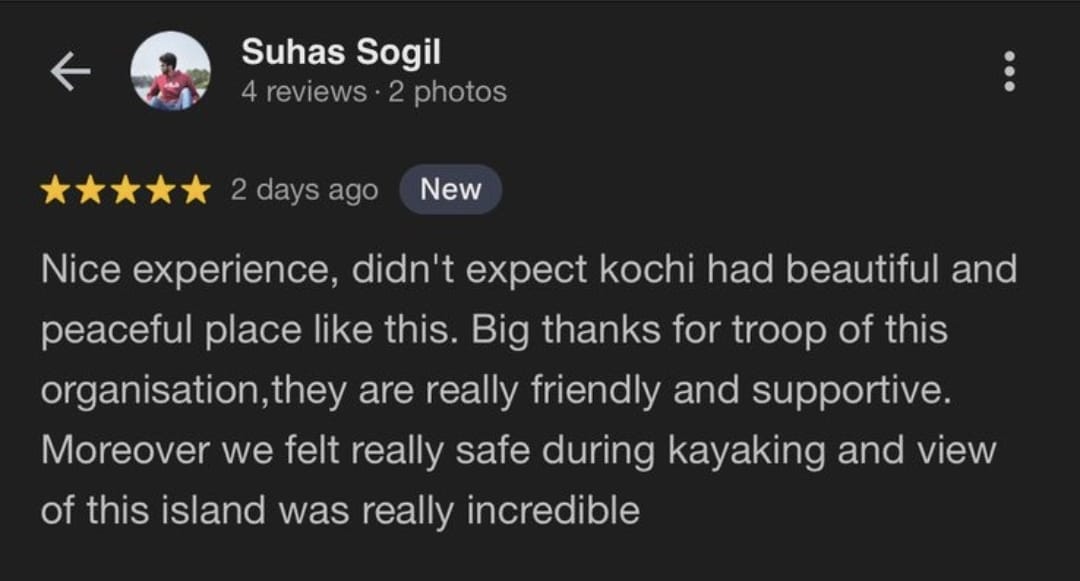 Suhas Sogil
4 reviews · 2 photos
2 days ago New
Nice experience, didn't expect kochi had beautiful and
peaceful place like this. Big thanks for troop of this
organisation,they are really friendly and supportive.
Moreover we felt really safe during kayaking and view
of this island was really incredible